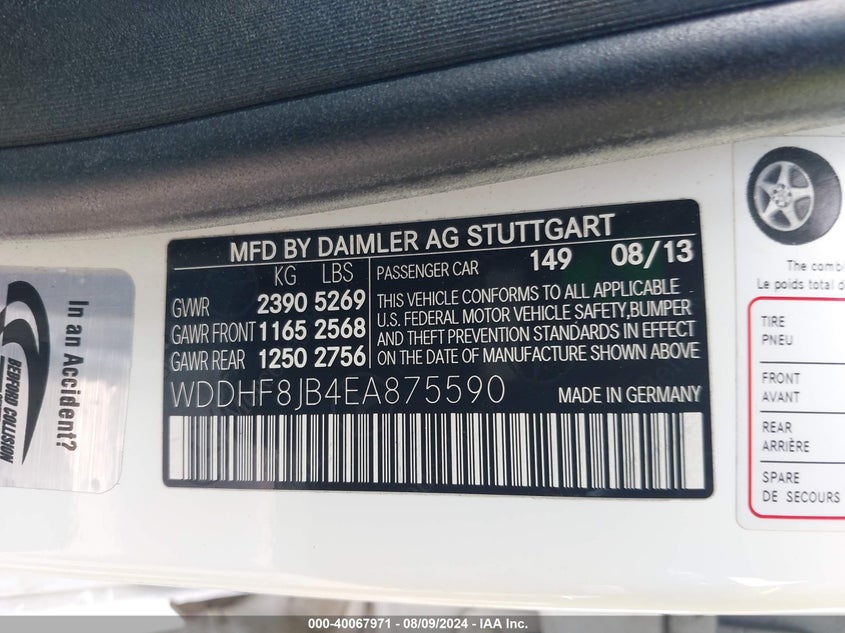 MFD BY DAIMLER AG STUTTGART
KG LBS
GVWR 2390 5269
GAWR FRONT 1165 2568
GAWR REAR 1250 2756
PASSENGER CAR 149 08/13
THIS VEHICLE CONFORMS TO ALL APPLICABLE
U.S. FEDERAL MOTOR VEHICLE SAFETY,BUMPER
AND THEFT PREVENTION STANDARDS IN EFFECT
ON THE DATE OF MANUFACTURE SHOWN ABOVE
WDDHF8JB4EA875590
MADE IN GERMANY
In an Accident?
BEDFORD COLLISION
The comb
Le poids total d
TIRE
PNEU
FRONT
AVANT
REAR
ARRIÈRE
SPARE
DE SECOURS
000-40067971 - 08/09/2024 - IAA Inc.